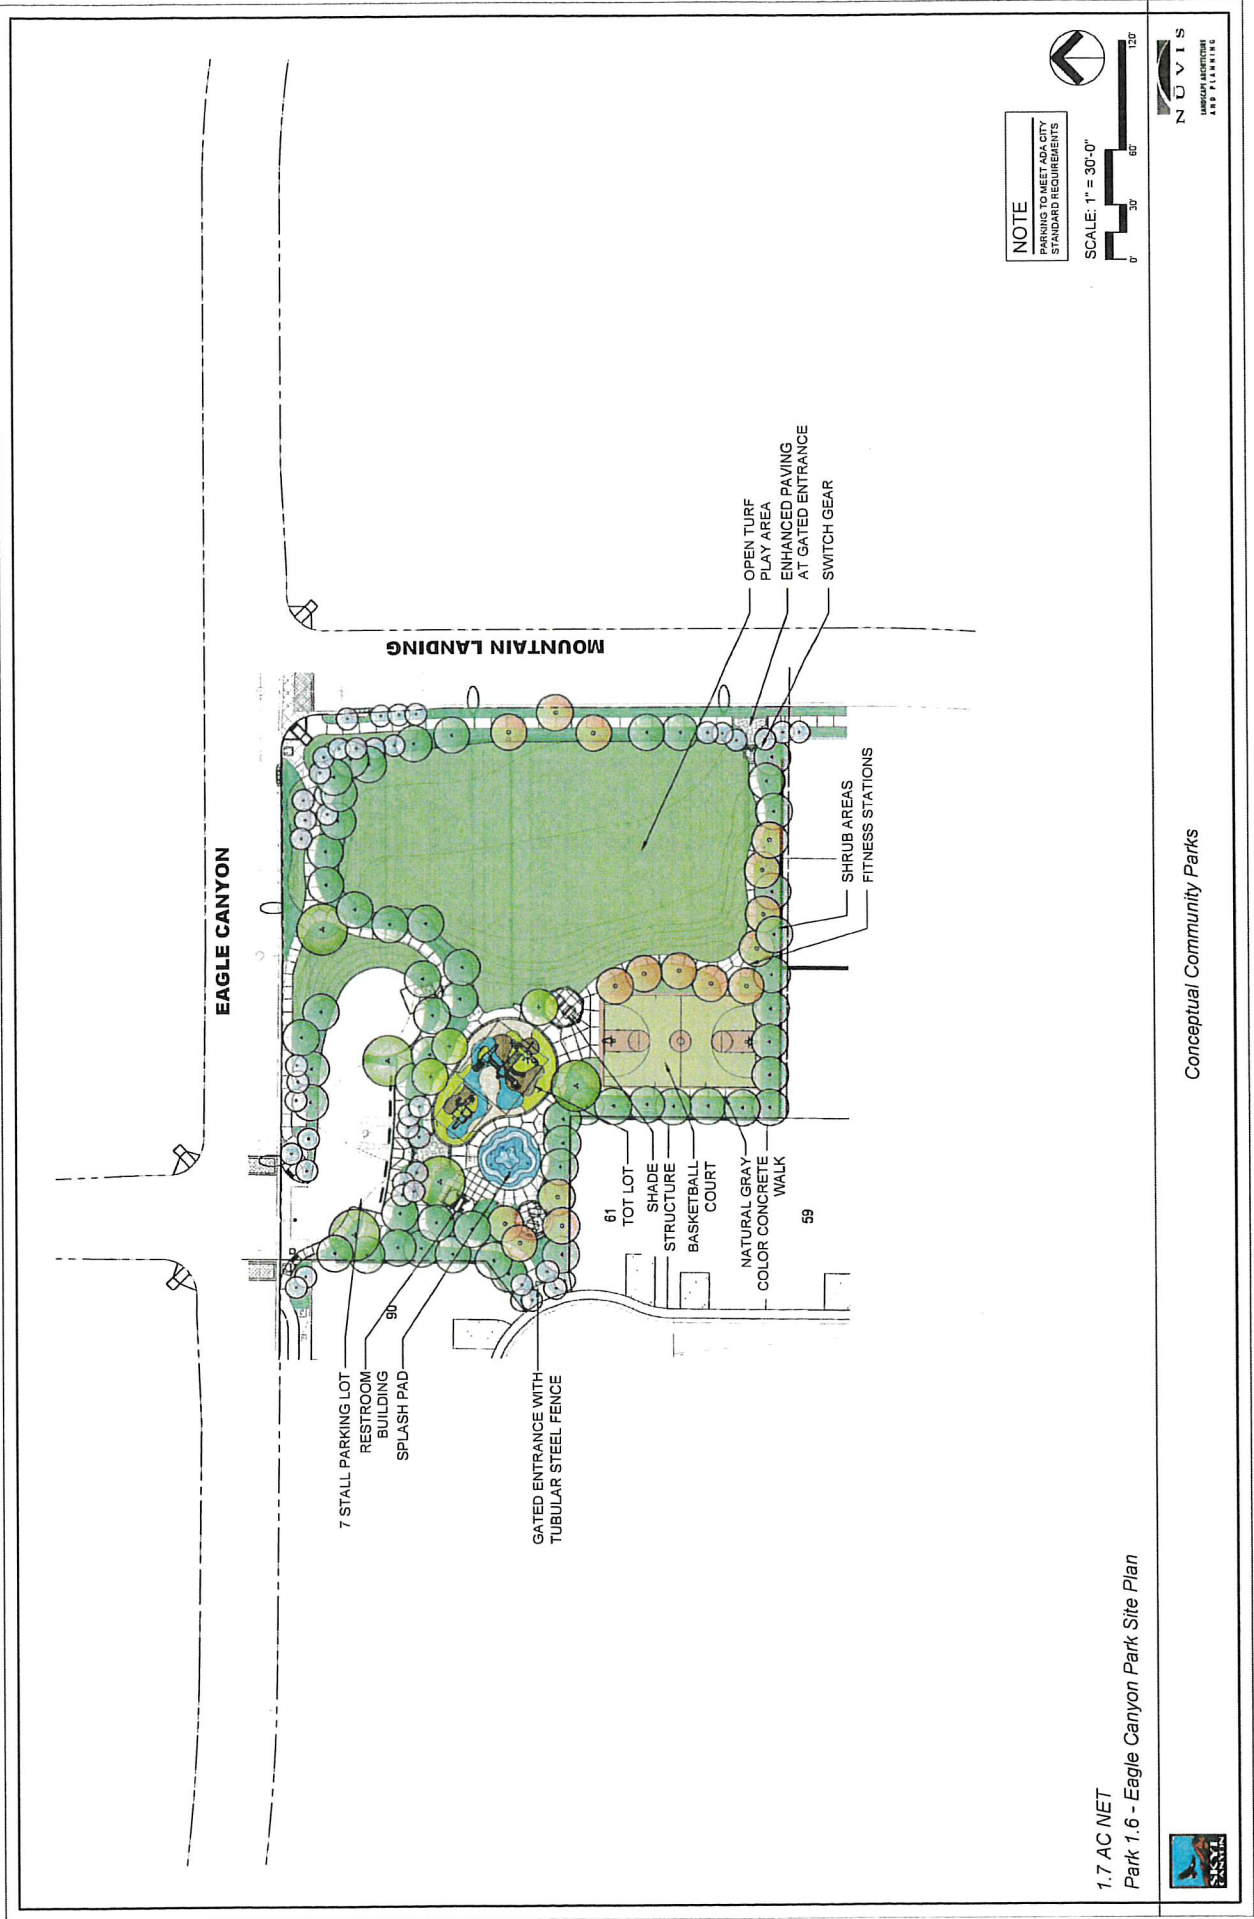 EAGLE CANYON
MOUNTAIN LANDING
7 STALL PARKING LOT
RESTROOM
BUILDING
SPLASH PAD
90
GATED ENTRANCE WITH
TUBULAR STEEL FENCE
61
TOT LOT
SHADE
STRUCTURE
BASKETBALL
COURT
NATURAL GRAY
COLOR CONCRETE
WALK
59
SHRUB AREAS
FITNESS STATIONS
OPEN TURF
PLAY AREA
ENHANCED PAVING
AT GATED ENTRANCE
SWITCH GEAR
NOTE
PARKING TO MEET ADA CITY
STANDARD REQUIREMENTS
SCALE: 1" = 30'-0"
0' 30' 60' 120'
1.7 AC NET
Park 1.6 - Eagle Canyon Park Site Plan
SKYE
CANYON
Conceptual Community Parks
NŪVIS
LANDSCAPE ARCHITECTURE
AND PLANNING